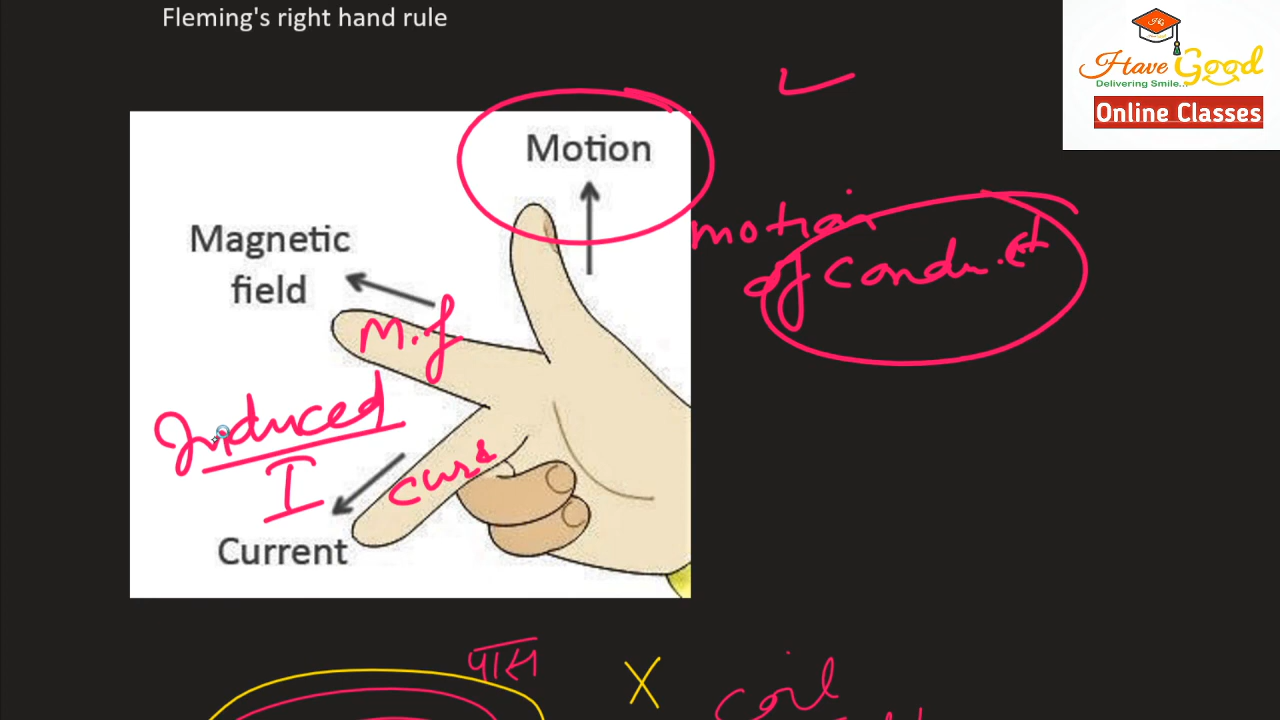 Fleming's right hand rule
Have Good
Delivering Smile...
Online Classes
Motion
motion
of conduct
Magnetic
field
M.f
Induced
I
Current
पास
X
coil